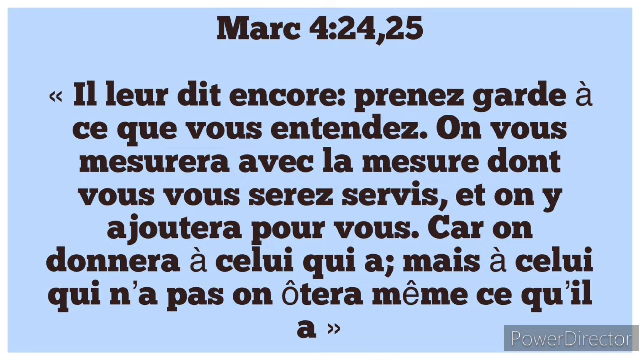 Marc 4:24,25
« Il leur dit encore: prenez garde à
ce que vous entendez. On vous
mesurera avec la mesure dont
vous vous serez servis, et on y
ajoutera pour vous. Car on
donnera à celui qui a; mais à celui
qui n’a pas on ôtera même ce qu’il
a »
PowerDirector